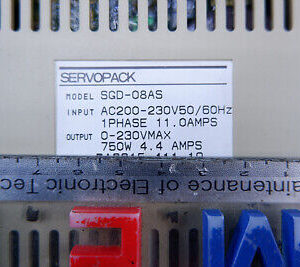 SERVOPACK
MODEL SGD-08AS
INPUT AC200-230V50/60Hz
1PHASE 11.0AMPS
OUTPUT 0-230VMAX
750W 4.4 AMPS
Maintenance of Electronic Tec